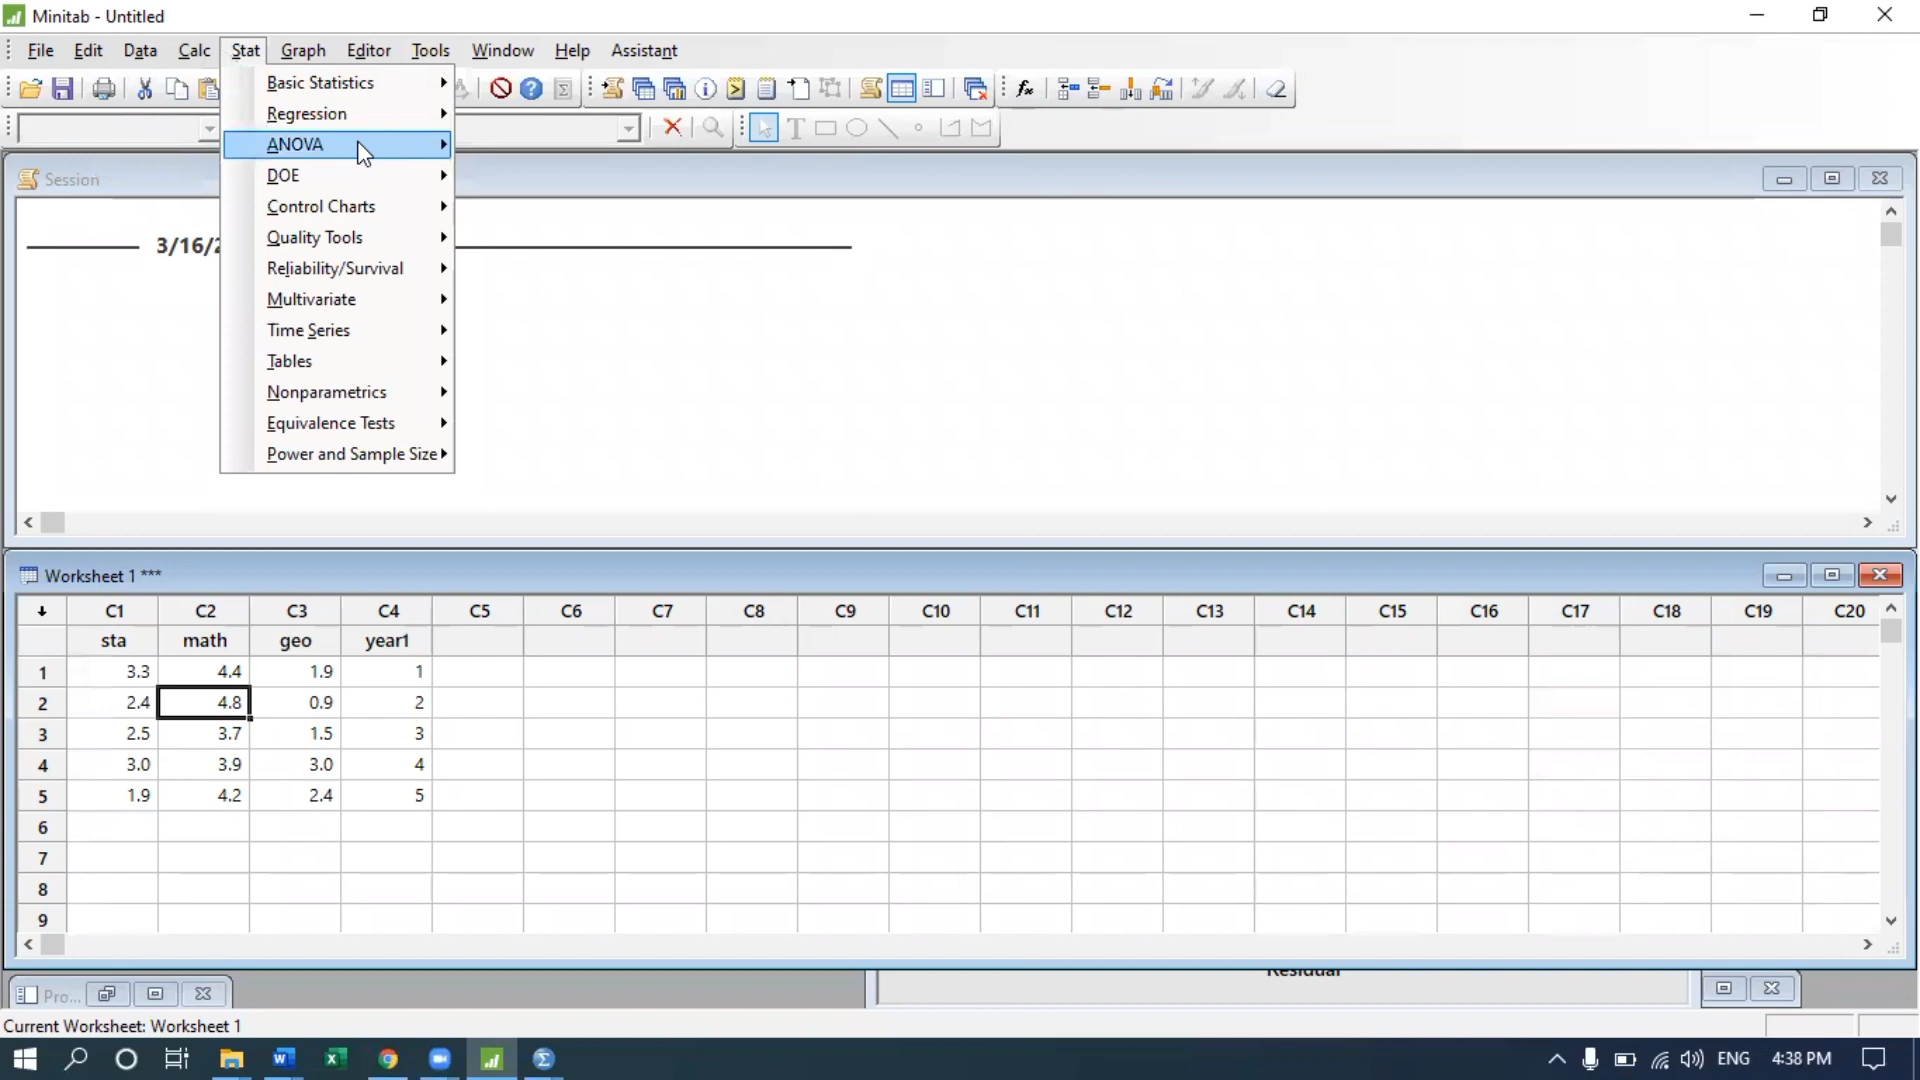 Minitab - Untitled
File Edit Data Calc Stat Graph Editor Tools Window Help Assistant
Basic Statistics
Regression
ANOVA
DOE
Control Charts
Quality Tools
Reliability/Survival
Multivariate
Time Series
Tables
Nonparametrics
Equivalence Tests
Power and Sample Size
Session
3/16/2
Worksheet 1 ***
C1 C2 C3 C4 C5 C6 C7 C8 C9 C10 C11 C12 C13 C14 C15 C16 C17 C18 C19 C20
sta math geo year1
1 3.3 4.4 1.9 1
2 2.4 4.8 0.9 2
3 2.5 3.7 1.5 3
4 3.0 3.9 3.0 4
5 1.9 4.2 2.4 5
6
7
8
9
Residual
Pro...
Current Worksheet: Worksheet 1
ENG 4:38 PM